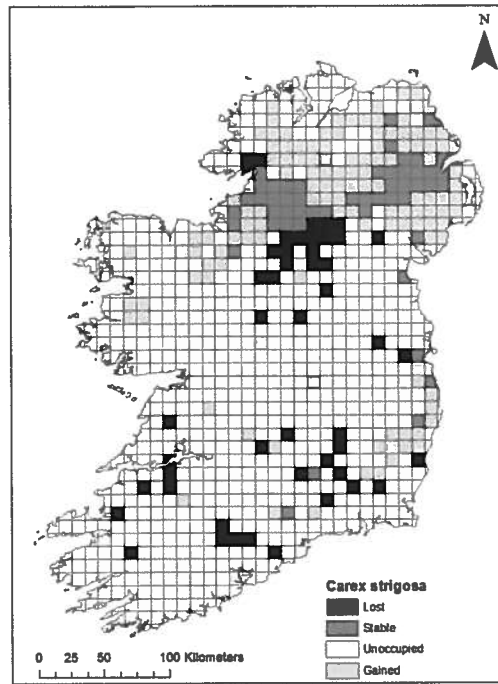 N
Carex strigosa
Lost
Stable
Unoccupied
Gained
0 25 50 100 Kilometers